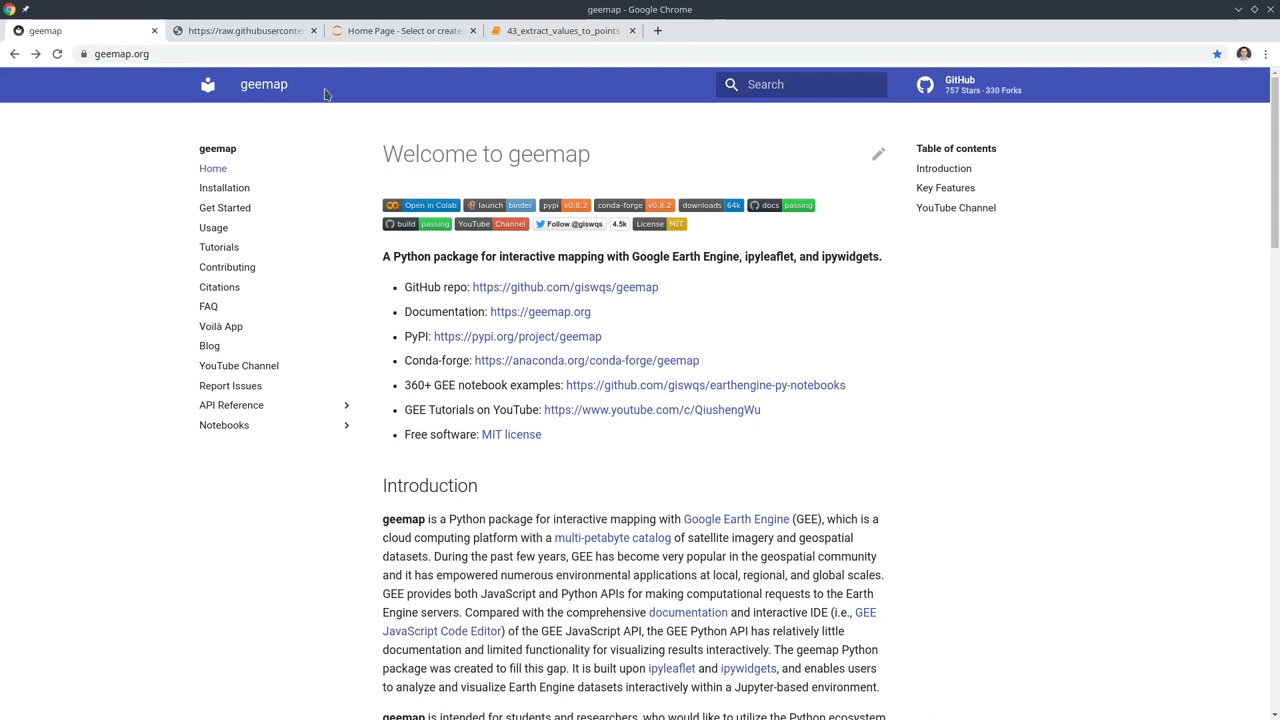 geemap - Google Chrome
geemap
https://raw.githubuserconte
Home Page - Select or create
43_extract_values_to_points
geemap.org
geemap
Search
GitHub
757 Stars · 330 Forks
geemap
Home
Installation
Get Started
Usage
Tutorials
Contributing
Citations
FAQ
Voilà App
Blog
YouTube Channel
Report Issues
API Reference
Notebooks
Welcome to geemap
Open in Colab launch binder pypi v0.8.2 conda-forge v0.8.2 downloads 64k docs passing
build passing YouTube Channel Follow @giswqs 4.5k License MIT
A Python package for interactive mapping with Google Earth Engine, ipyleaflet, and ipywidgets.
• GitHub repo: https://github.com/giswqs/geemap
• Documentation: https://geemap.org
• PyPI: https://pypi.org/project/geemap
• Conda-forge: https://anaconda.org/conda-forge/geemap
• 360+ GEE notebook examples: https://github.com/giswqs/earthengine-py-notebooks
• GEE Tutorials on YouTube: https://www.youtube.com/c/QiushengWu
• Free software: MIT license
Introduction
geemap is a Python package for interactive mapping with Google Earth Engine (GEE), which is a
cloud computing platform with a multi-petabyte catalog of satellite imagery and geospatial
datasets. During the past few years, GEE has become very popular in the geospatial community
and it has empowered numerous environmental applications at local, regional, and global scales.
GEE provides both JavaScript and Python APIs for making computational requests to the Earth
Engine servers. Compared with the comprehensive documentation and interactive IDE (i.e., GEE
JavaScript Code Editor) of the GEE JavaScript API, the GEE Python API has relatively little
documentation and limited functionality for visualizing results interactively. The geemap Python
package was created to fill this gap. It is built upon ipyleaflet and ipywidgets, and enables users
to analyze and visualize Earth Engine datasets interactively within a Jupyter-based environment.
geemap is intended for students and researchers, who would like to utilize the Python ecosystem
Table of contents
Introduction
Key Features
YouTube Channel